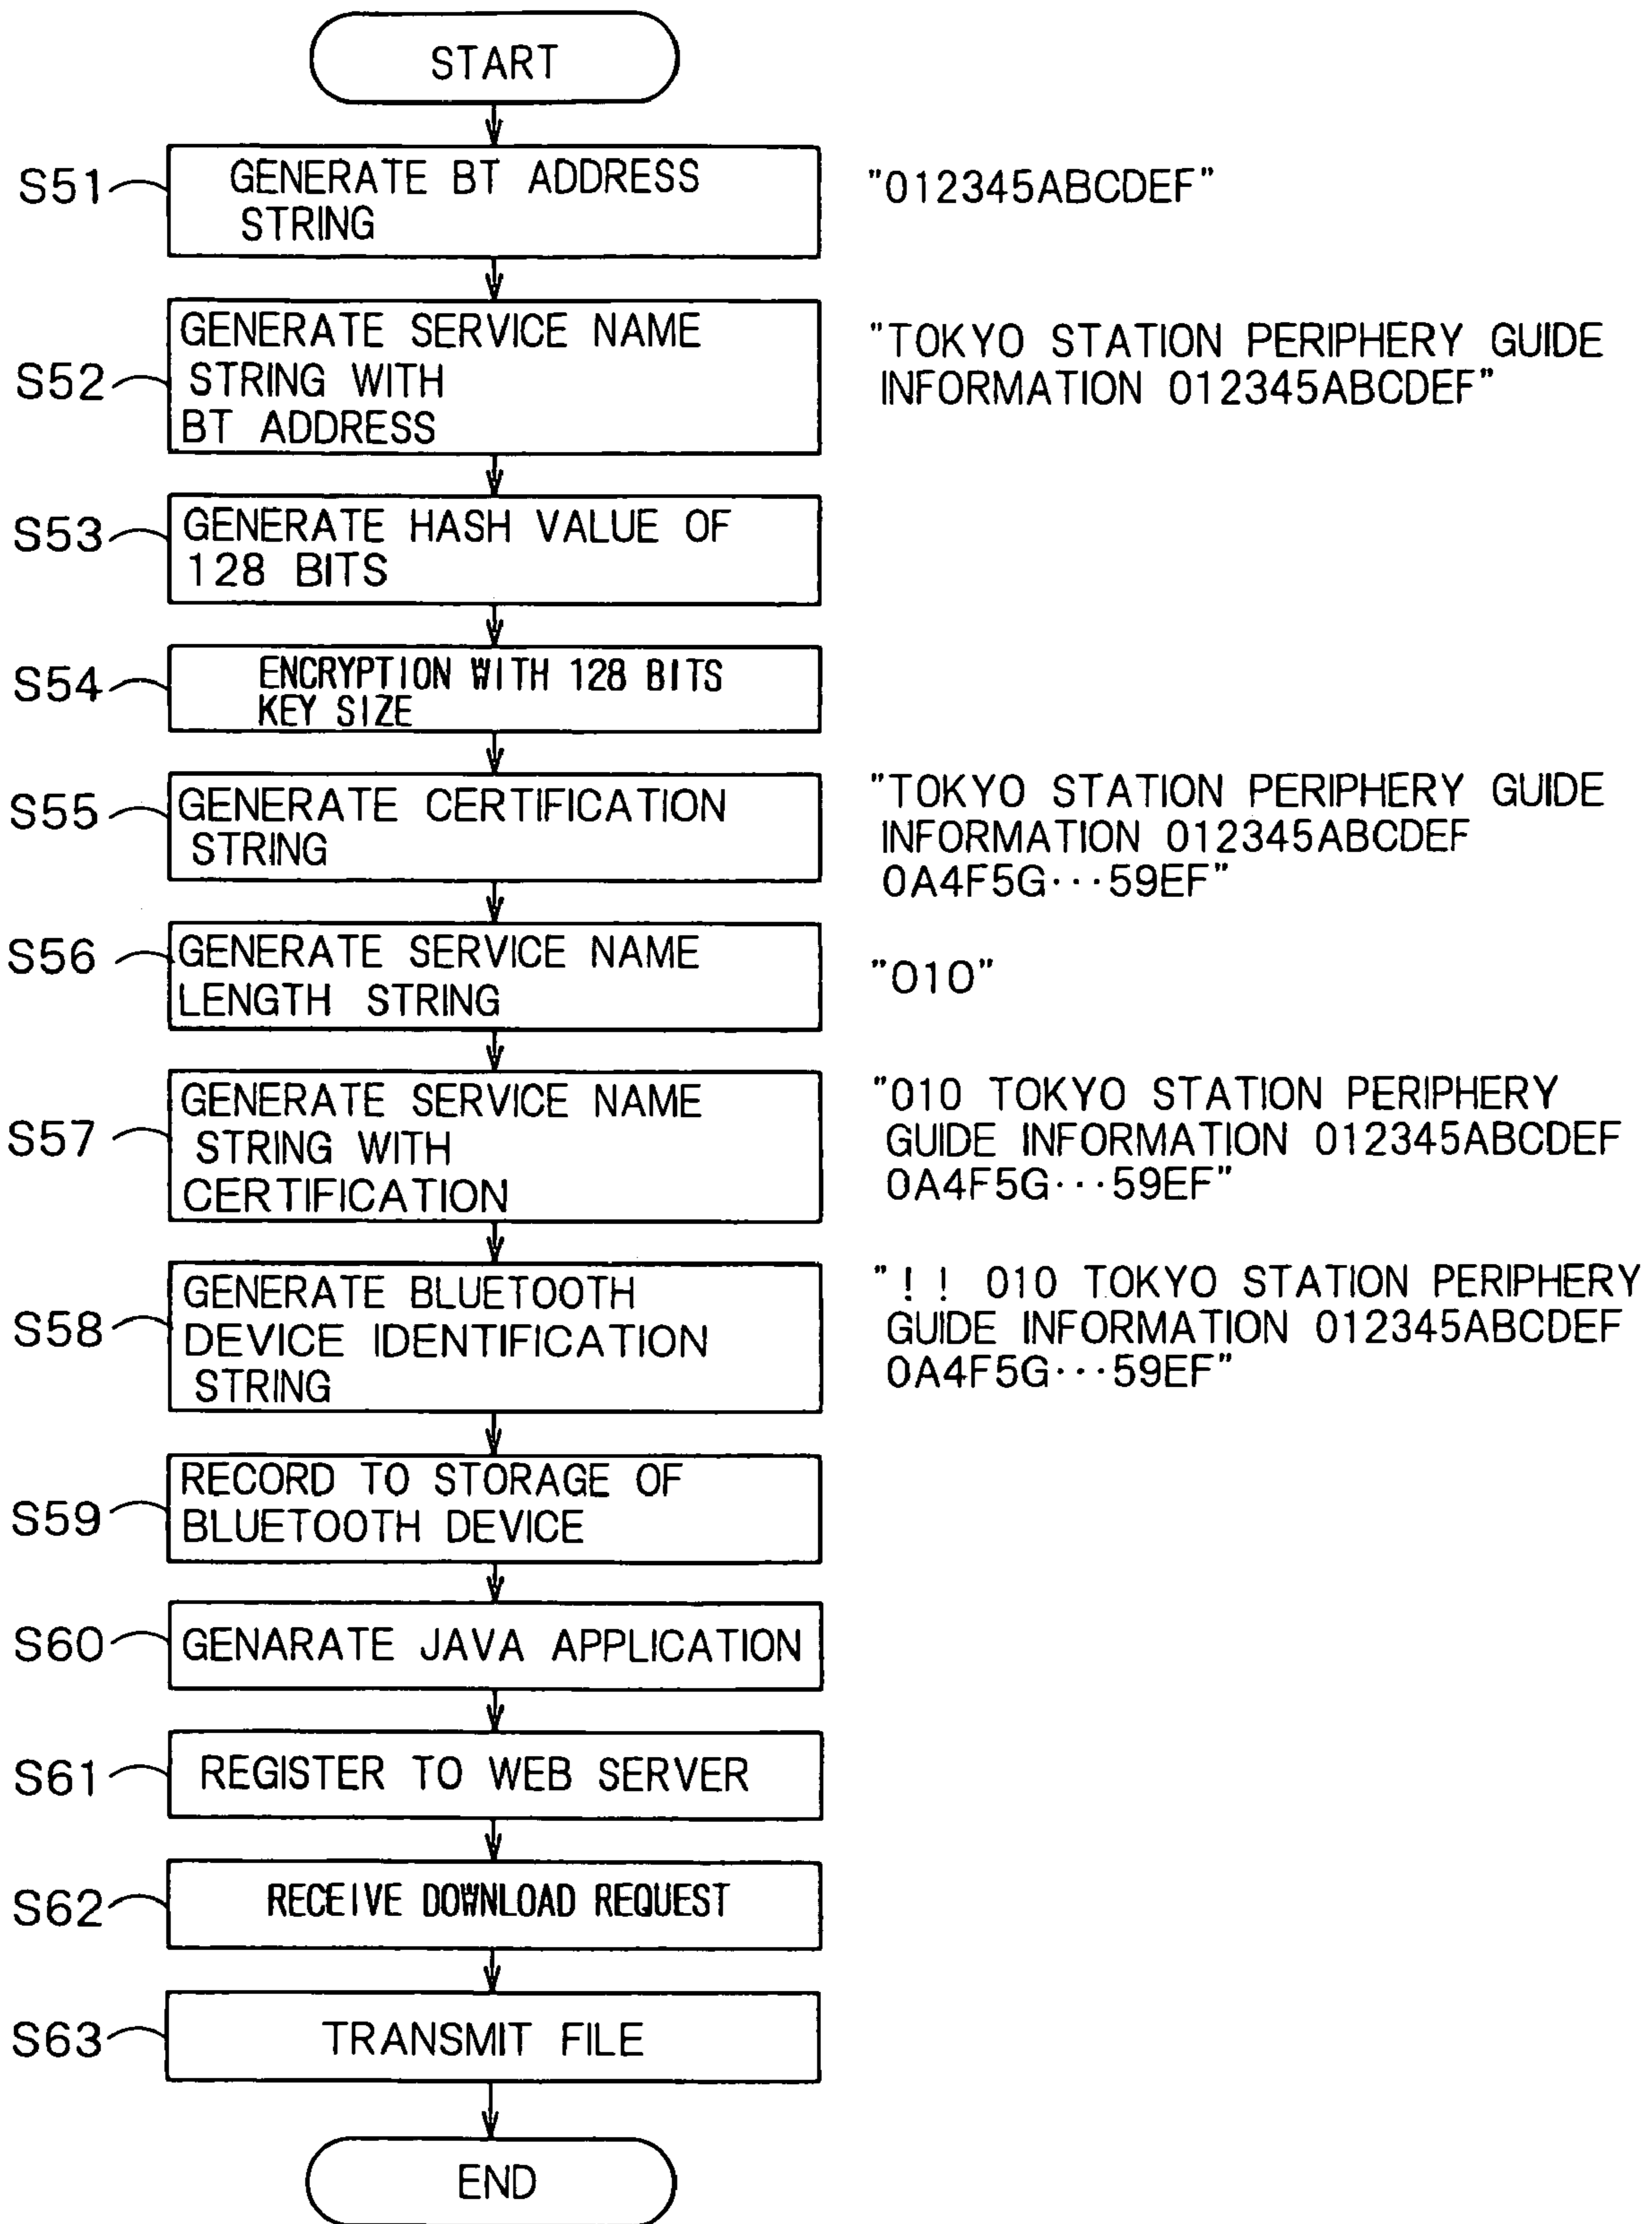 START
S51
GENERATE BT ADDRESS
STRING
"012345ABCDEF"
S52
GENERATE SERVICE NAME
STRING WITH
BT ADDRESS
"TOKYO STATION PERIPHERY GUIDE
INFORMATION 012345ABCDEF"
S53
GENERATE HASH VALUE OF
128 BITS
S54
ENCRYPTION WITH 128 BITS
KEY SIZE
S55
GENERATE CERTIFICATION
STRING
"TOKYO STATION PERIPHERY GUIDE
INFORMATION 012345ABCDEF
0A4F5G···59EF"
S56
GENERATE SERVICE NAME
LENGTH STRING
"010"
S57
GENERATE SERVICE NAME
STRING WITH
CERTIFICATION
"010 TOKYO STATION PERIPHERY
GUIDE INFORMATION 012345ABCDEF
0A4F5G···59EF"
S58
GENERATE BLUETOOTH
DEVICE IDENTIFICATION
STRING
"! ! 010 TOKYO STATION PERIPHERY
GUIDE INFORMATION 012345ABCDEF
0A4F5G···59EF"
S59
RECORD TO STORAGE OF
BLUETOOTH DEVICE
S60
GENARATE JAVA APPLICATION
S61
REGISTER TO WEB SERVER
S62
RECEIVE DOWNLOAD REQUEST
S63
TRANSMIT FILE
END